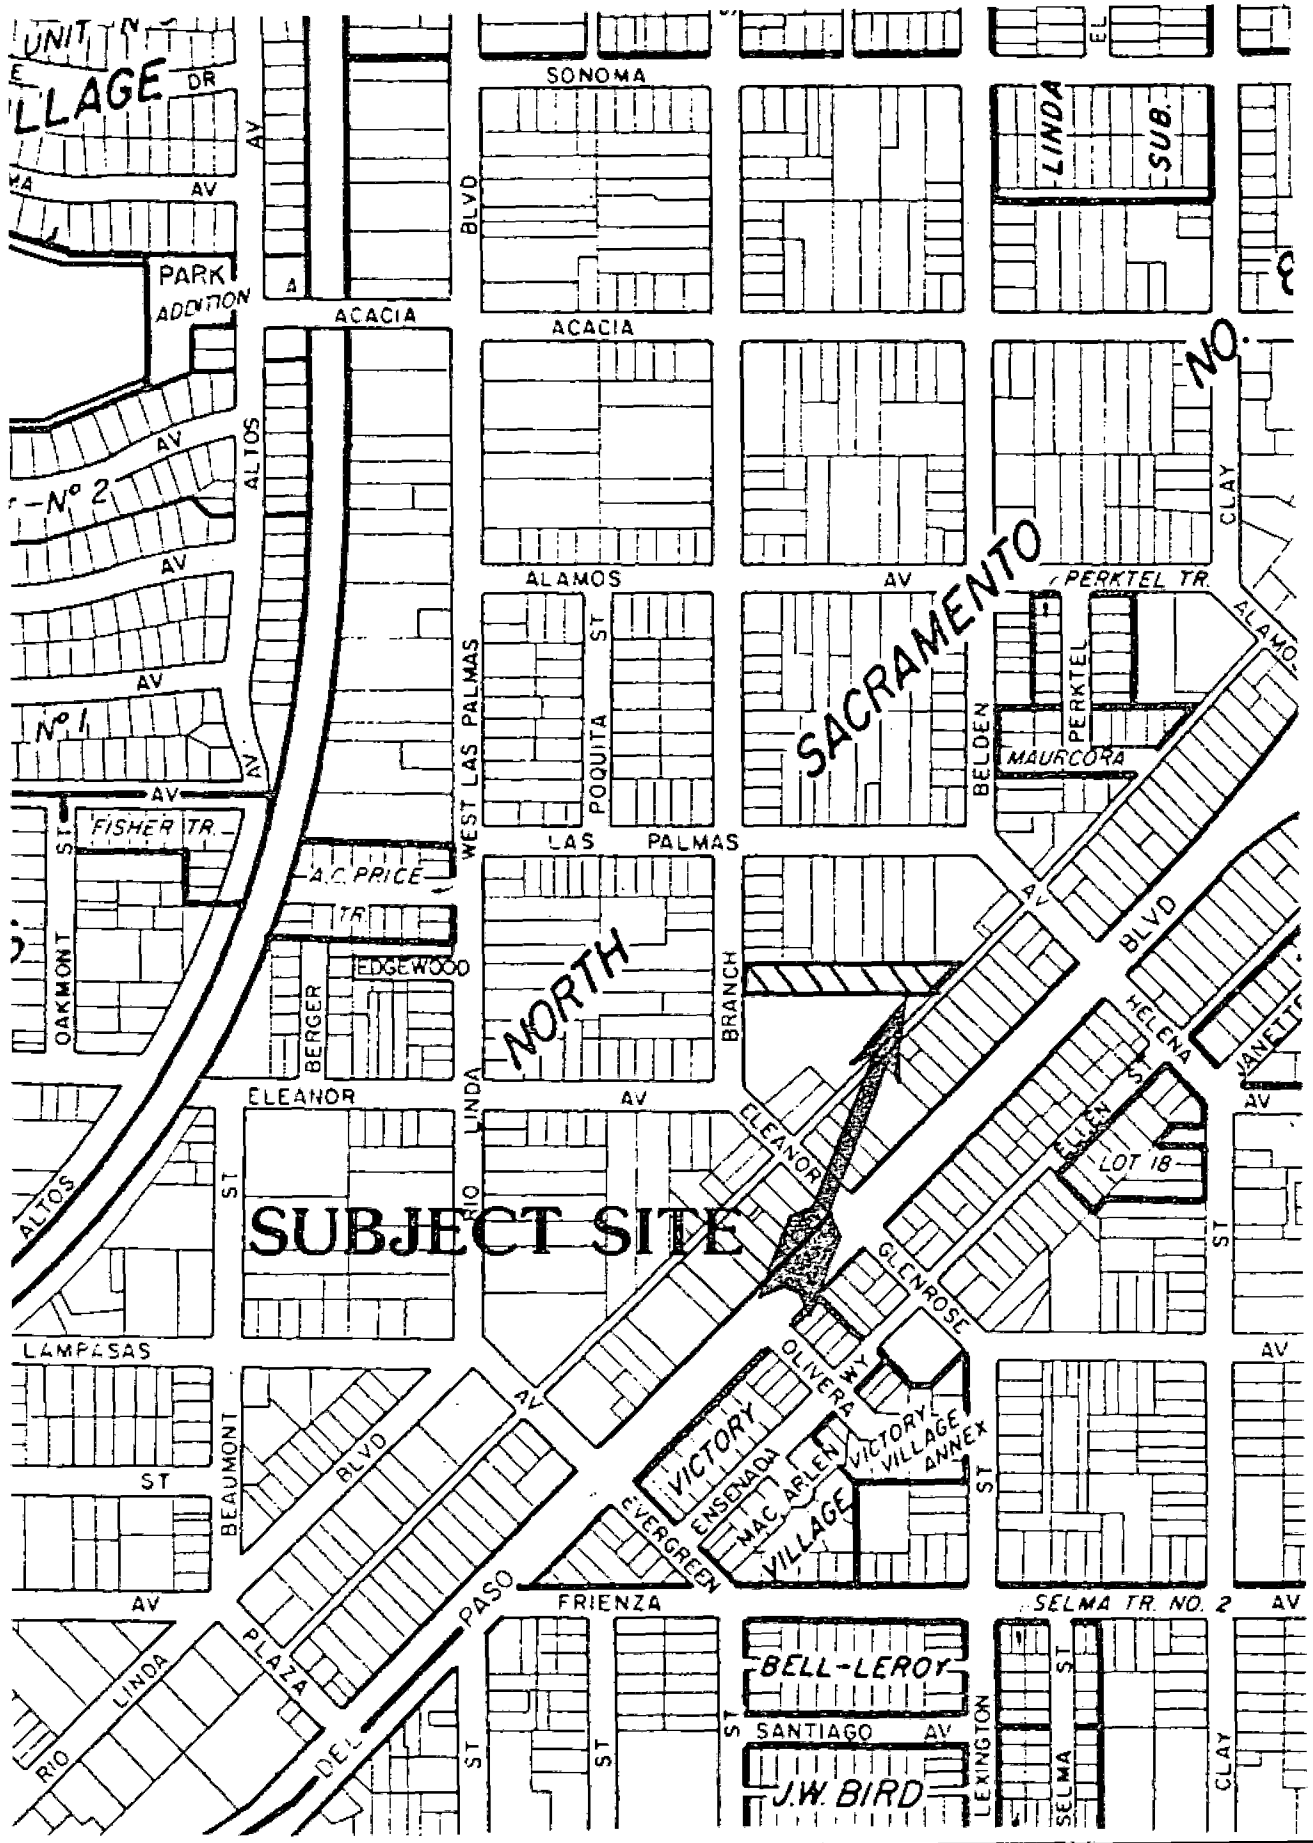 UNIT N
LLAGE
DR
AV
MA
AV
SONOMA
BLVD
EL
LINDA
SUB.
PARK
ADDITION
A
ACACIA
ACACIA
NO.
AV
ALTOS
Nº 2
CLAY
AV
ALAMOS
AV
PERKTEL TR.
ALAMO
ST
SACRAMENTO
PERKTEL
AV
WEST LAS PALMAS
POQUITA
BELDEN
MAURCORA
Nº 1
AV
AV
ST
FISHER TR.
LAS PALMAS
A.C. PRICE
TR.
AV
BLVD
EDGEWOOD
OAKMONT
BERGER
NORTH
BRANCH
HELENA
JANETTE
ST
ELEANOR
LINDA
AV
ELEANOR
ELLEN
AV
LOT 18
ALTOS
ST
RIO
SUBJECT SITE
ST
GLENROSE
LAMPASAS
OLIVERA
WY
AV
AV
BLVD
BEAUMONT
VICTORY
VICTORY
VILLAGE
ANNEX
ST
ENSENADA
MAC ARLEN
VILLAGE
ST
EVERGREEN
AV
PASO
FRIENZA
SELMA TR. NO. 2
AV
PLAZA
LINDA
BELL-LEROY
ST
RIO
DEL
ST
ST
ST
SANTIAGO AV
LEXINGTON
SELMA
CLAY
J.W. BIRD